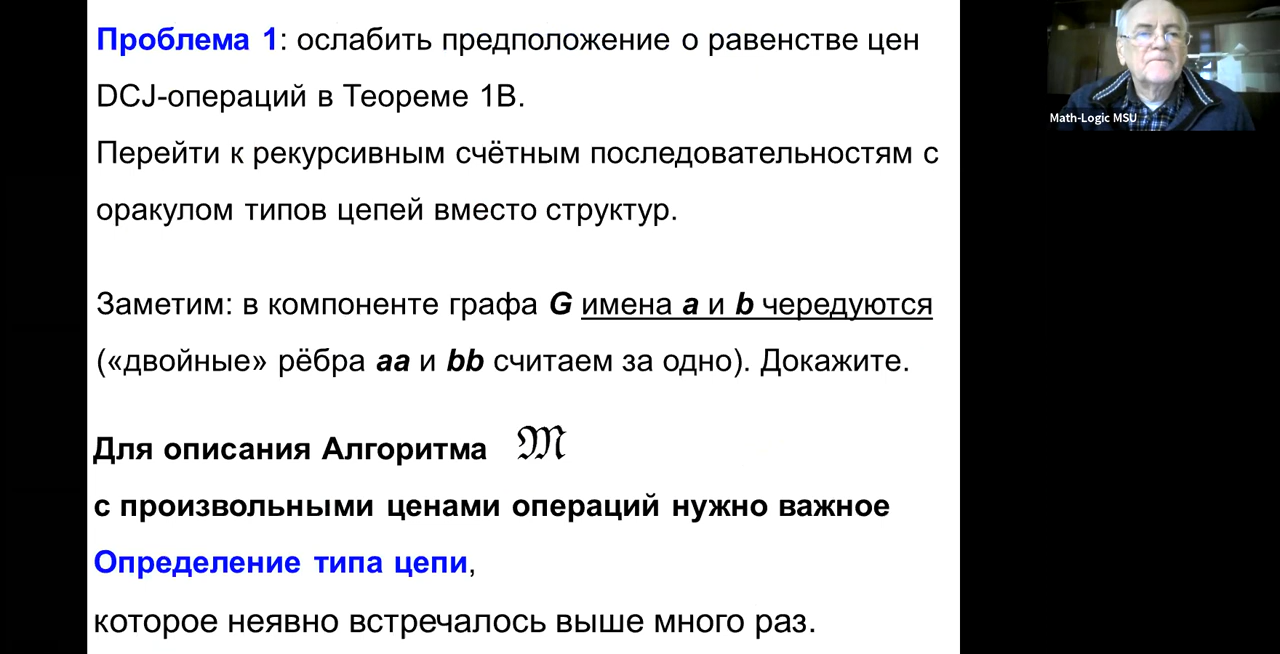 Проблема 1: ослабить предположение о равенстве цен
DCJ-операций в Теореме 1В.
Перейти к рекурсивным счётным последовательностям с
оракулом типов цепей вместо структур.
Заметим: в компоненте графа G имена a и b чередуются
(«двойные» рёбра aa и bb считаем за одно). Докажите.
Для описания Алгоритма 𝔐
с произвольными ценами операций нужно важное
Определение типа цепи,
которое неявно встречалось выше много раз.
Math-Logic MSU